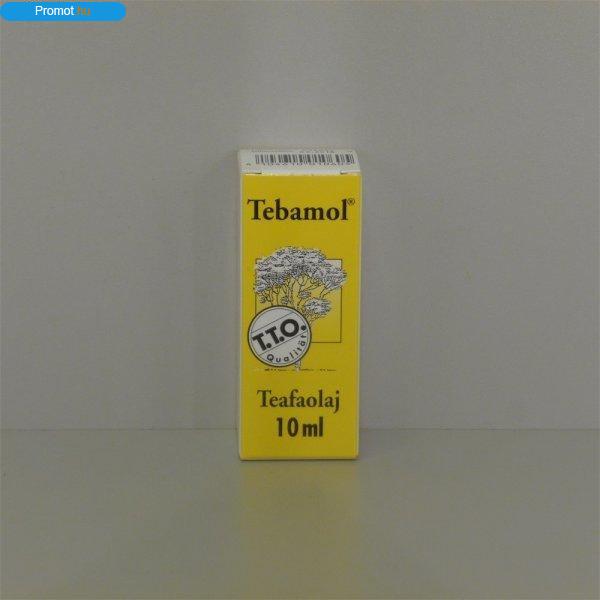 Promot.hu
Tebamol®
T.T.O.
Qualität
Teafaolaj
10 ml